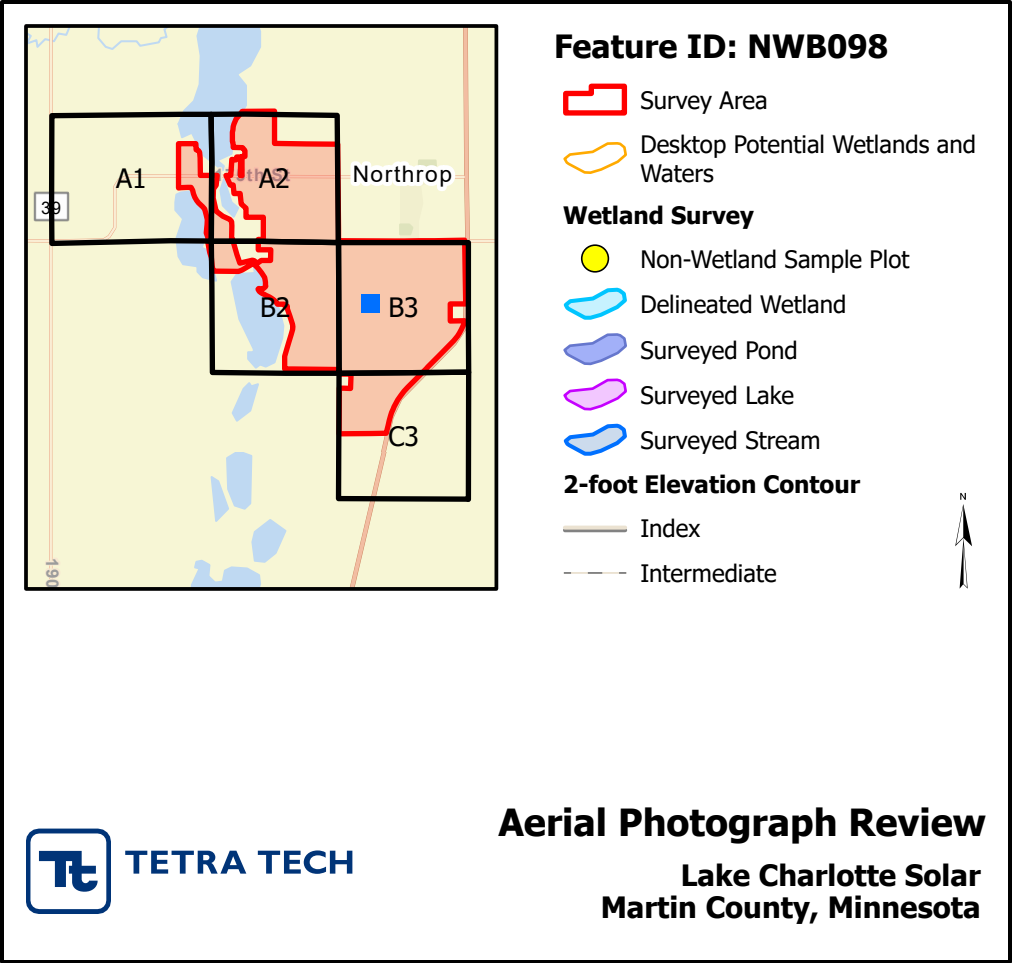 Feature ID: NWB098
Survey Area
Desktop Potential Wetlands and
Waters
Wetland Survey
Non-Wetland Sample Plot
Delineated Wetland
Surveyed Pond
Surveyed Lake
Surveyed Stream
2-foot Elevation Contour
Index
Intermediate
N
A1
A2
Northrop
39
B2
B3
C3
190
Tt
TETRA TECH
Aerial Photograph Review
Lake Charlotte Solar
Martin County, Minnesota